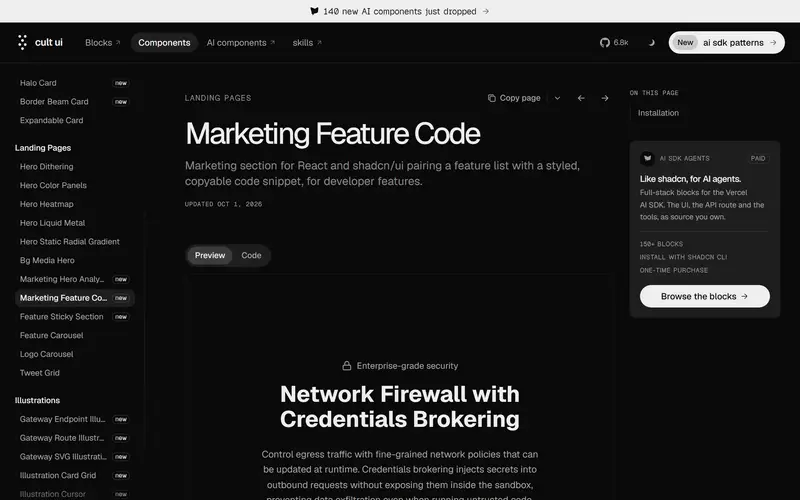 140 new AI components just dropped →
cult ui
Blocks ↗
Components
AI components ↗
skills ↗
6.8k
New ai sdk patterns →
Halo Card new
Border Beam Card new
Expandable Card
Landing Pages
Hero Dithering
Hero Color Panels
Hero Heatmap
Hero Liquid Metal
Hero Static Radial Gradient
Bg Media Hero
Marketing Hero Analy... new
Marketing Feature Co... new
Feature Sticky Section new
Feature Carousel
Logo Carousel
Tweet Grid
Illustrations
Gateway Endpoint Illu... new
Gateway Route Illustr... new
Gateway SVG Illustrati... new
Illustration Card Grid new
Illustration Cursor new
LANDING PAGES
Copy page
Marketing Feature Code
Marketing section for React and shadcn/ui pairing a feature list with a styled,
copyable code snippet, for developer features.
UPDATED OCT 1, 2026
Preview
Code
Enterprise-grade security
Network Firewall with
Credentials Brokering
Control egress traffic with fine-grained network policies that can
be updated at runtime. Credentials brokering injects secrets into
outbound requests without exposing them inside the sandbox,
preventing data exfiltration even when running untrusted code.
ON THIS PAGE
Installation
AI SDK AGENTS PAID
Like shadcn, for AI agents.
Full-stack blocks for the Vercel
AI SDK. The UI, the API route and the
tools, as source you own.
150+ BLOCKS
INSTALL WITH SHADCN CLI
ONE-TIME PURCHASE
Browse the blocks →